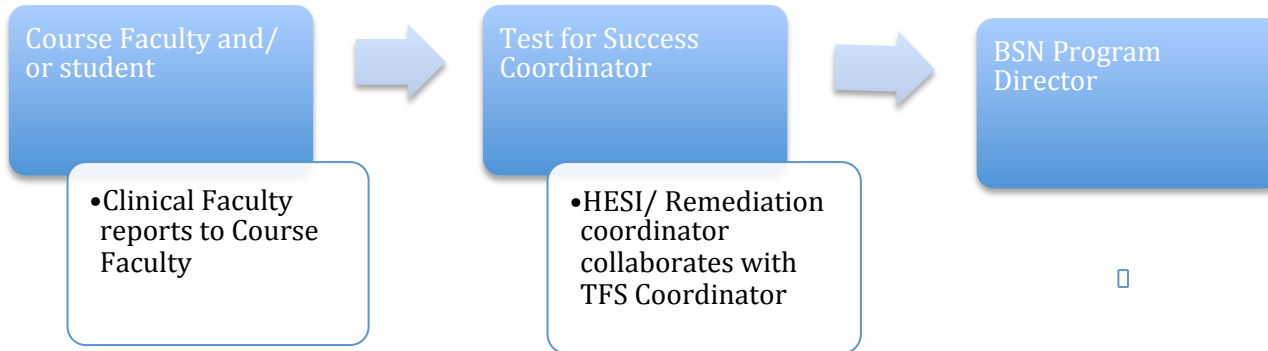 Course Faculty and/
or student
•Clinical Faculty
reports to Course
Faculty
Test for Success
Coordinator
•HESI/ Remediation
coordinator
collaborates with
TFS Coordinator
BSN Program
Director